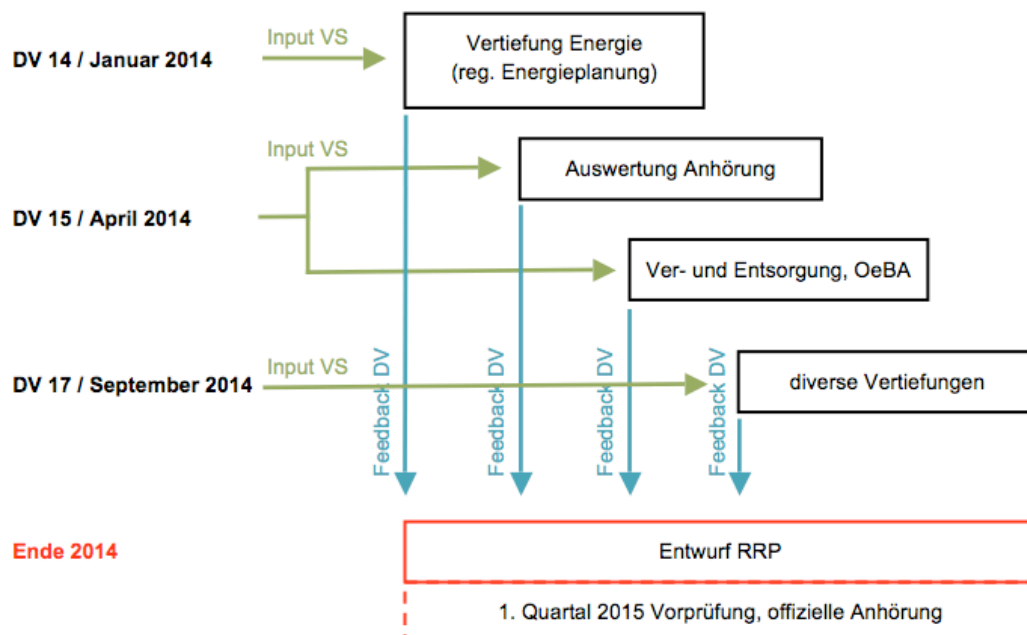 Input VS
DV 14 / Januar 2014
Vertiefung Energie
(reg. Energieplanung)
Input VS
Auswertung Anhörung
DV 15 / April 2014
Ver- und Entsorgung, OeBA
Input VS
DV 17 / September 2014
diverse Vertiefungen
Feedback DV
Feedback DV
Feedback DV
Feedback DV
Ende 2014
Entwurf RRP
1. Quartal 2015 Vorprüfung, offizielle Anhörung